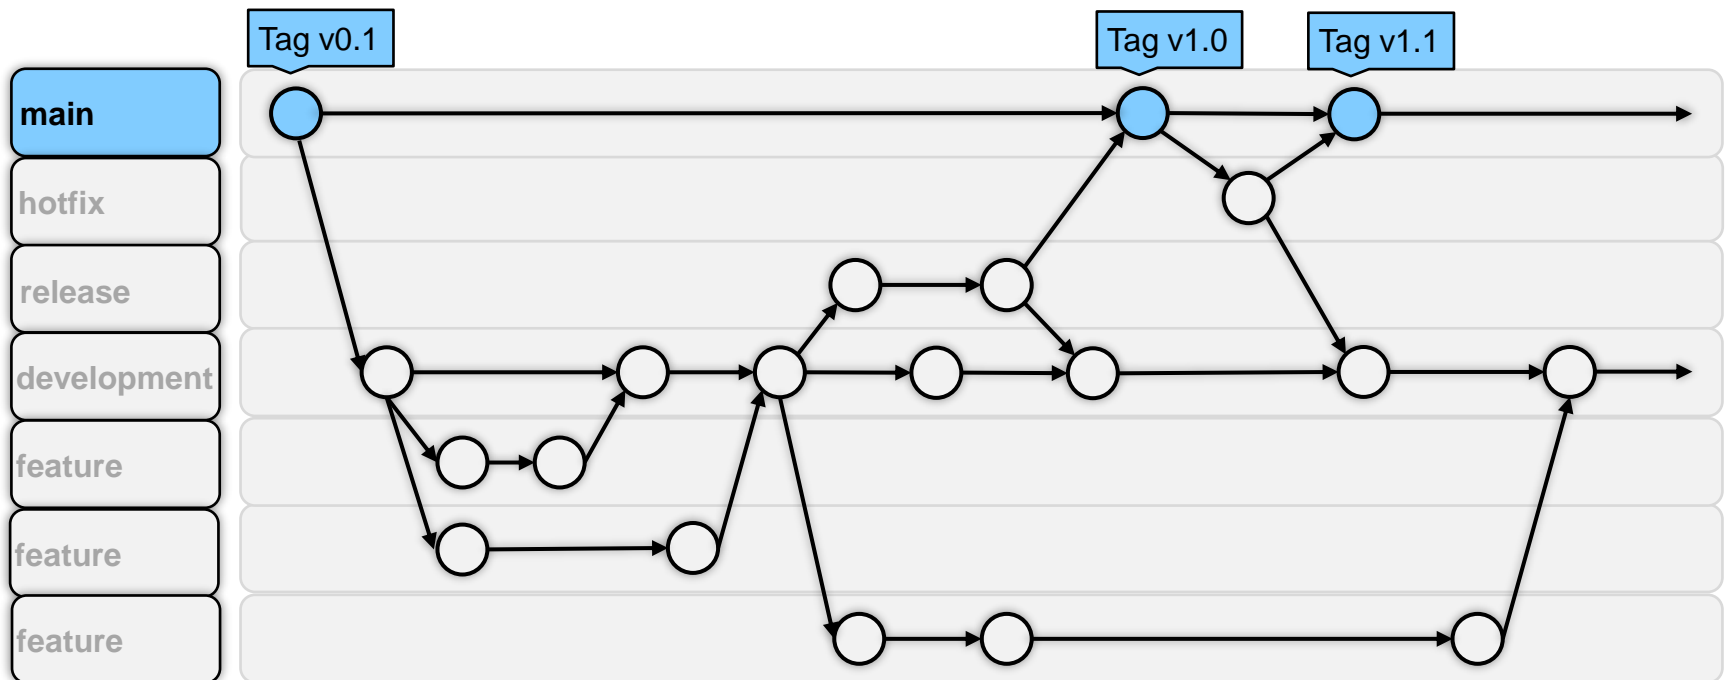 Tag v0.1
Tag v1.0
Tag v1.1
main
hotfix
release
development
feature
feature
feature